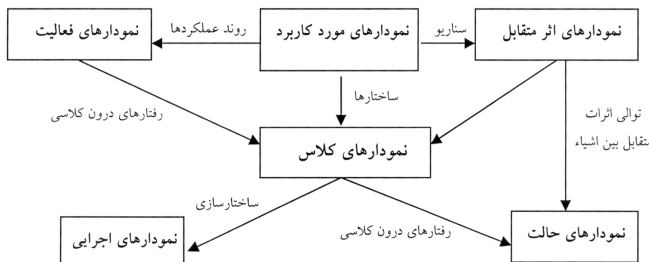 نمودارهای اثر متقابل
سناریو
نمودارهای مورد کاربرد
روند عملکردها
نمودارهای فعالیت
ساختارها
توالی اثرات
متقابل بین اشیاء
رفتارهای درون کلاسی
نمودارهای کلاس
ساختارسازی
رفتارهای درون کلاسی
نمودارهای حالت
نمودارهای اجرایی